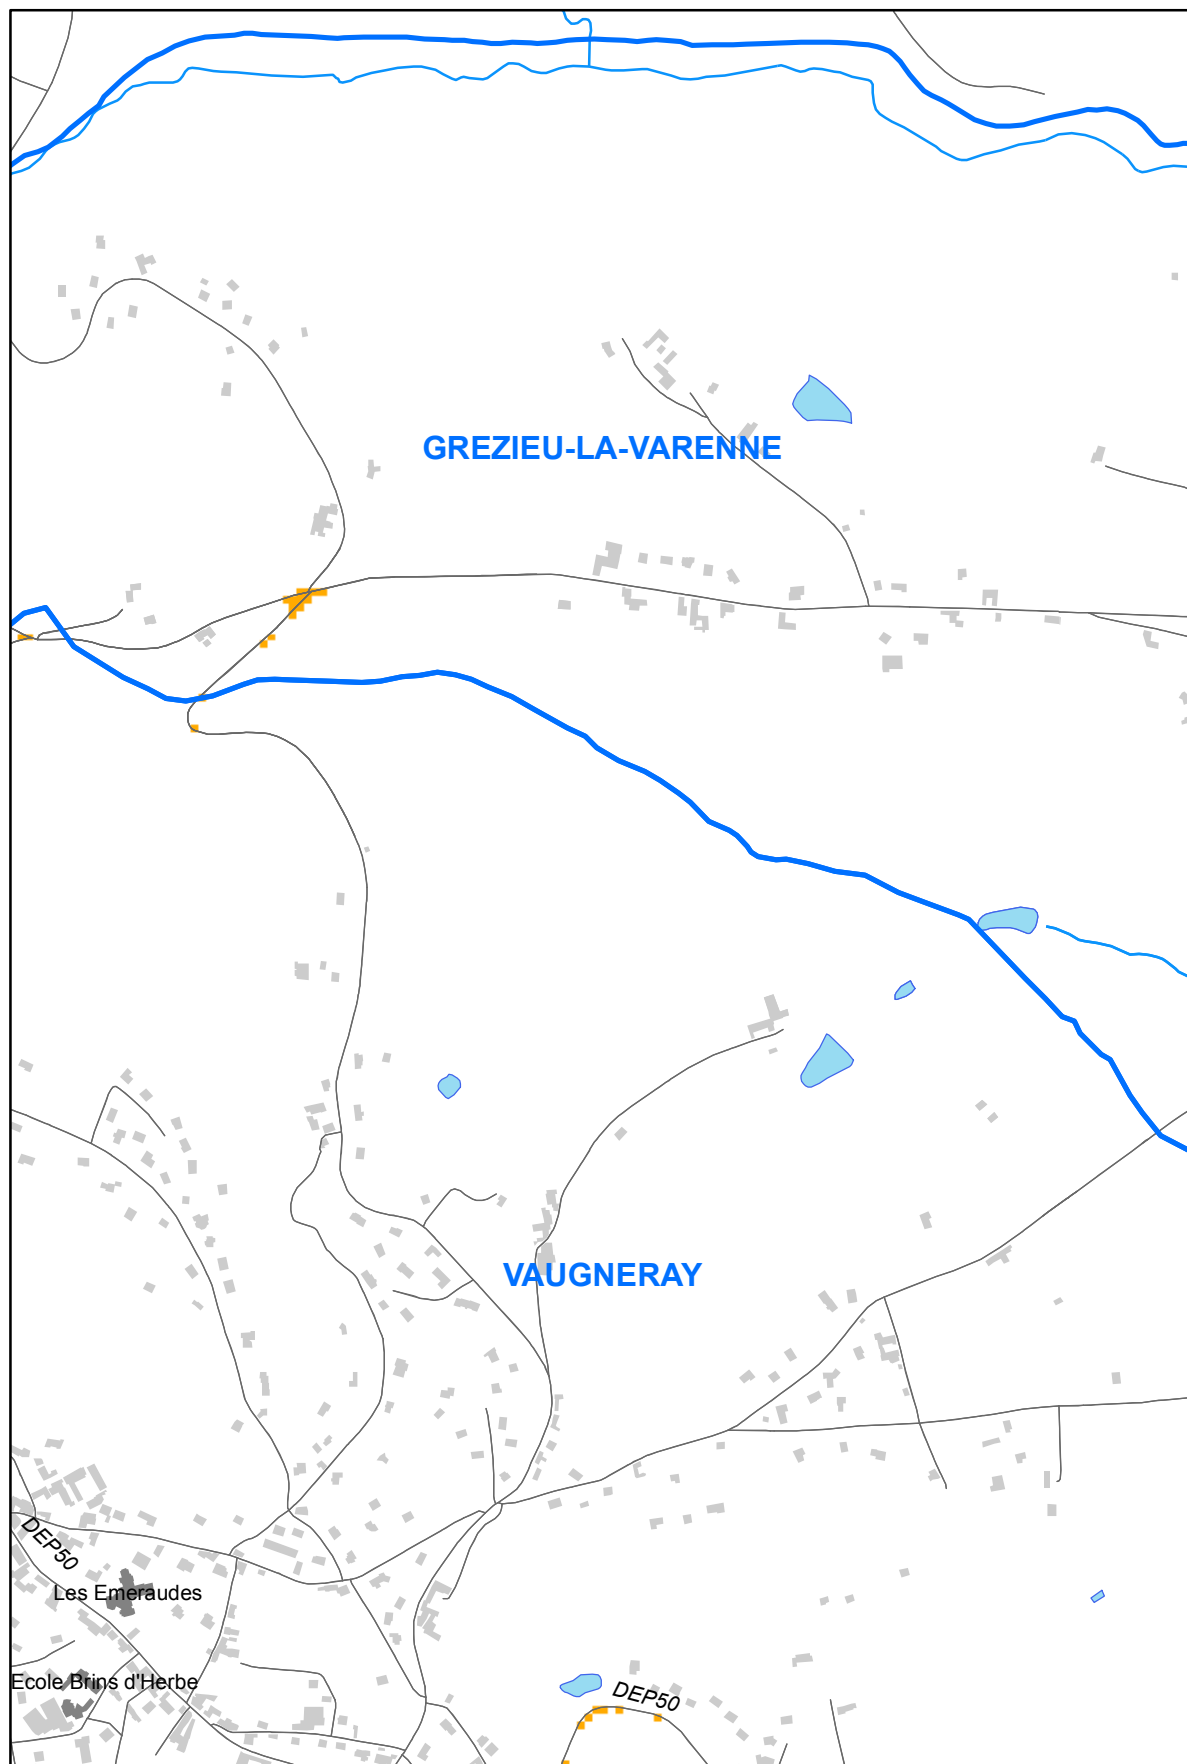 GREZIEU-LA-VARENNE
VAUGNERAY
DEP50
Les Emeraudes
Ecole Brins d'Herbe
DEP50